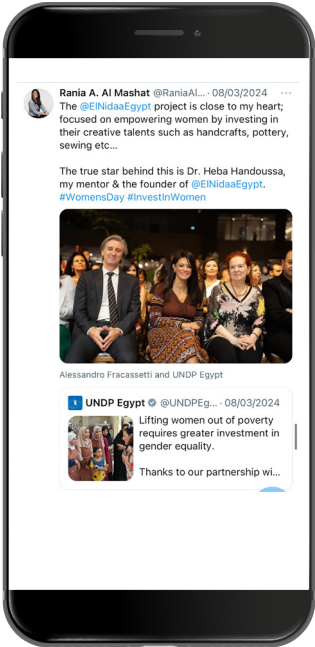 Rania A. Al Mashat @RaniaAl... · 08/03/2024 ...
The @ElNidaaEgypt project is close to my heart;
focused on empowering women by investing in
their creative talents such as handcrafts, pottery,
sewing etc...
The true star behind this is Dr. Heba Handoussa,
my mentor & the founder of @ElNidaaEgypt.
#WomensDay #InvestInWomen
Alessandro Fracassetti and UNDP Egypt
UNDP Egypt @UNDPEg... · 08/03/2024
Lifting women out of poverty
requires greater investment in
gender equality.
Thanks to our partnership wi...